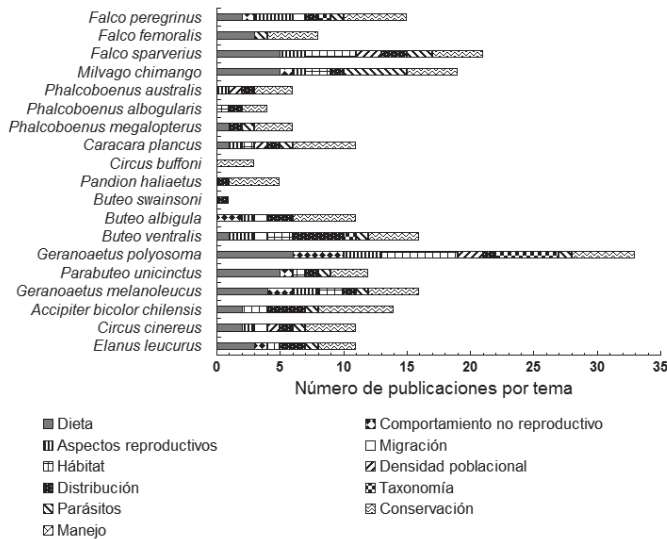 Falco peregrinus
Falco femoralis
Falco sparverius
Milvago chimango
Phalcoboenus australis
Phalcoboenus albogularis
Phalcoboenus megalopterus
Caracara plancus
Circus buffoni
Pandion haliaetus
Buteo swainsoni
Buteo albigula
Buteo ventralis
Geranoaetus polyosoma
Parabuteo unicinctus
Geranoaetus melanoleucus
Accipiter bicolor chilensis
Circus cinereus
Elanus leucurus
0 5 10 15 20 25 30 35
Número de publicaciones por tema
Dieta
Comportamiento no reproductivo
Aspectos reproductivos
Migración
Hábitat
Densidad poblacional
Distribución
Taxonomía
Parásitos
Conservación
Manejo